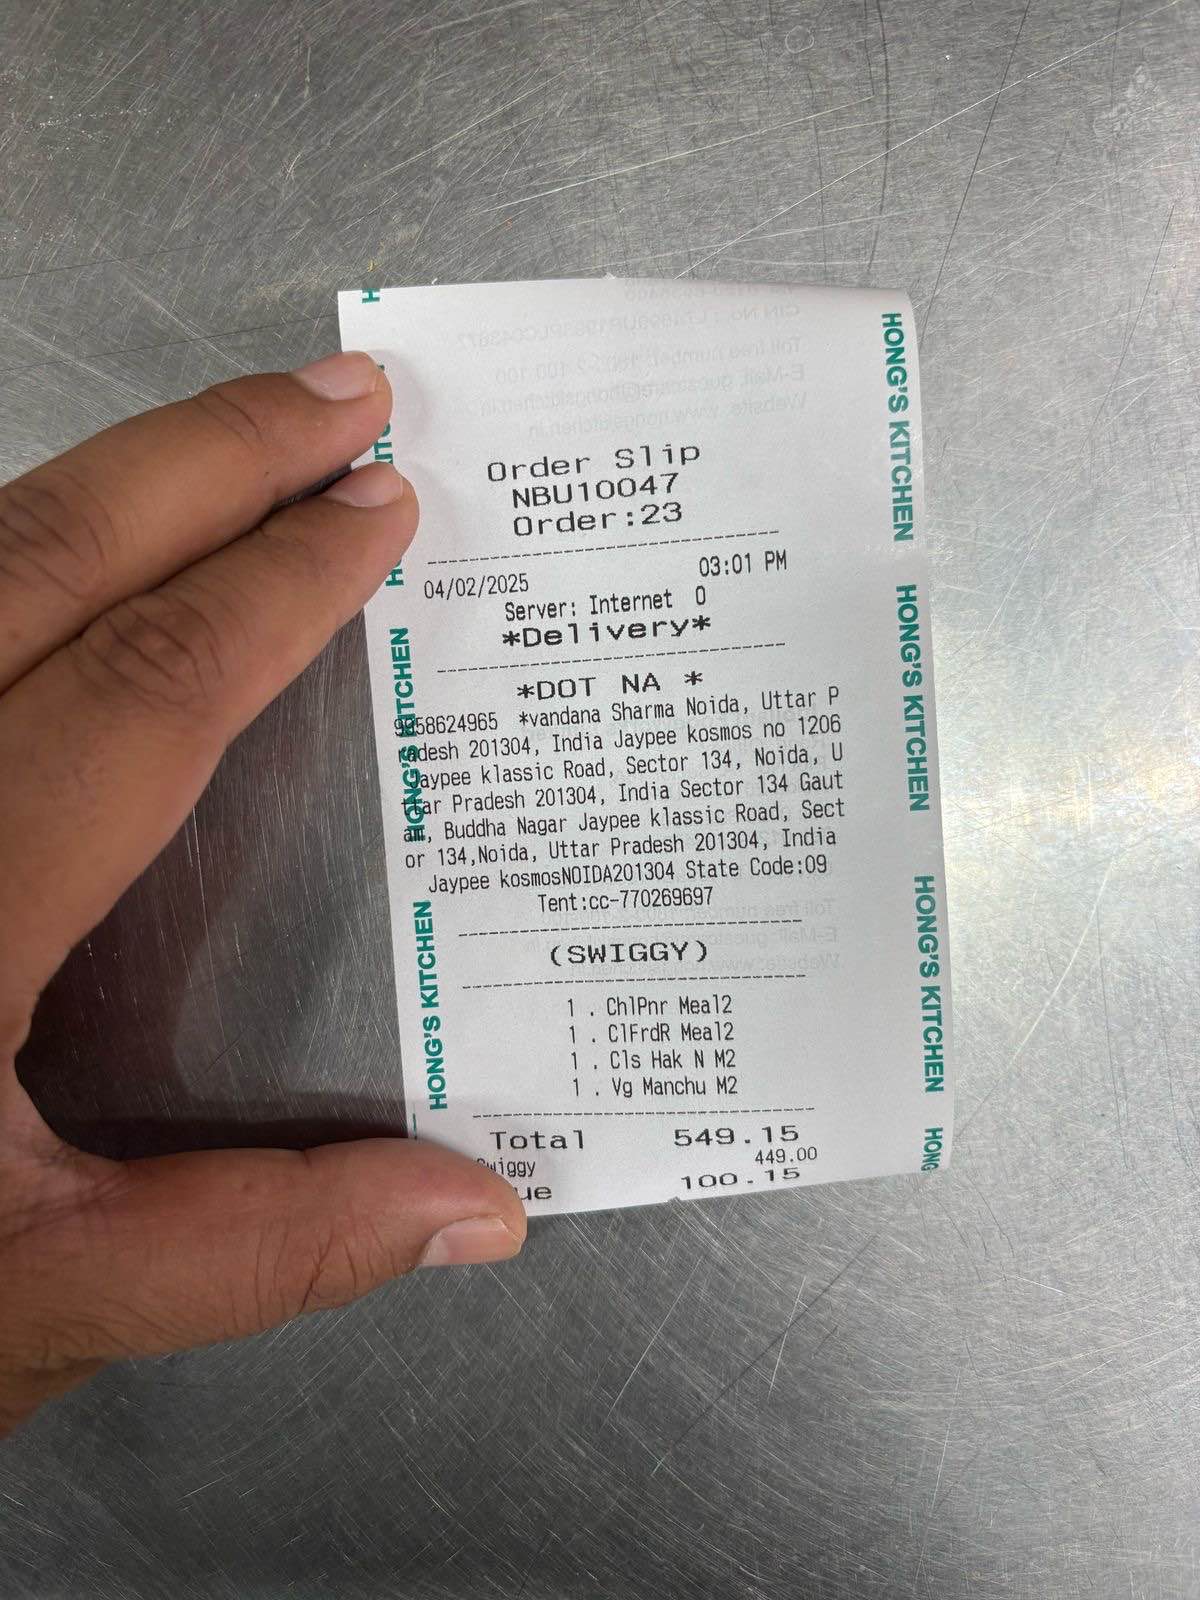 Order Slip
NBU10047
Order:23
04/02/2025 03:01 PM
Server: Internet 0
*Delivery*
*DOT NA *
9958624965 *vandana Sharma Noida, Uttar P
radesh 201304, India Jaypee kosmos no 1206
Jaypee klassic Road, Sector 134, Noida, U
ttar Pradesh 201304, India Sector 134 Gaut
am, Buddha Nagar Jaypee klassic Road, Sect
or 134,Noida, Uttar Pradesh 201304, India
Jaypee kosmosNOIDA201304 State Code:09
Tent:cc-770269697
(SWIGGY)
1 . ChlPnr Meal2
1 . ClFrdR Meal2
1 . Cls Hak N M2
1 . Vg Manchu M2
Total 549.15
Swiggy 449.00
100.15
HONG'S KITCHEN
HONG'S KITCHEN
HONG'S KITCHEN
HONG'S KITCHEN
HONG'S KITCHEN
HONG